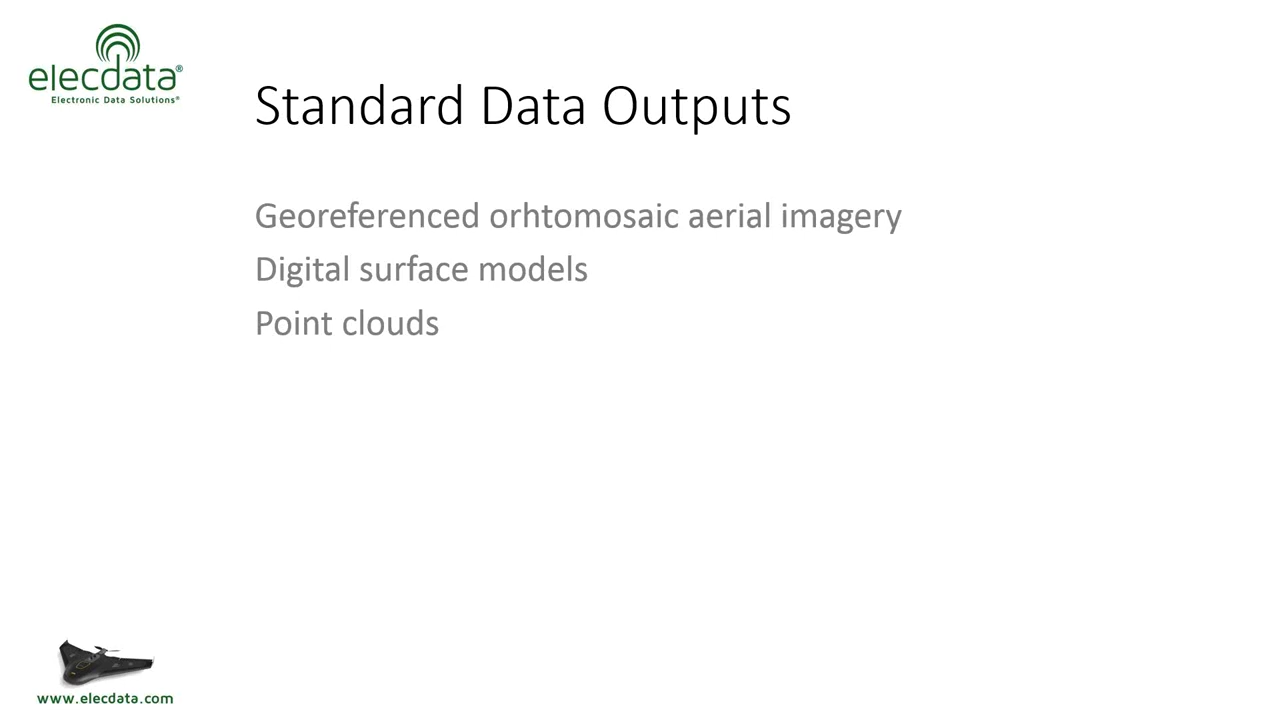 elecdata®
Electronic Data Solutions®
Standard Data Outputs
Georeferenced orhtomosaic aerial imagery
Digital surface models
Point clouds
www.elecdata.com